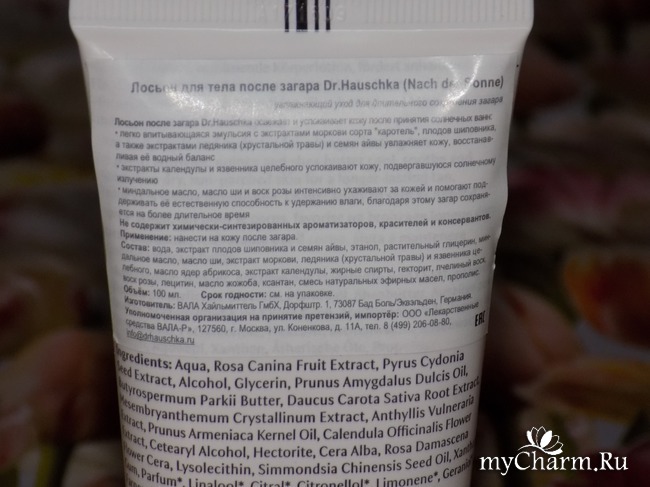 Лосьон для тела после загара Dr.Hauschka (Nach der Sonne)
увлажняющий уход для длительного сохранения загара
Лосьон после загара Dr.Hauschka освежает и успокаивает кожу после принятия солнечных ванн:
• легко впитывающаяся эмульсия с экстрактами моркови сорта "каротель", плодов шиповника,
а также экстрактами ледяника (хрустальной травы) и семян айвы увлажняет кожу, восстанав-
ливая её водный баланс
• экстракты календулы и язвенника целебного успокаивают кожу, подвергавшуюся солнечному
излучению
• миндальное масло, масло ши и воск розы интенсивно ухаживают за кожей и помогают под-
держивать её естественную способность к удержанию влаги, благодаря этому загар сохраня-
ется на более длительное время
Не содержит химически-синтезированных ароматизаторов, красителей и консервантов.
Применение: нанести на кожу после загара.
Состав: вода, экстракт плодов шиповника и семян айвы, этанол, растительный глицерин, мин-
дальное масло, масло ши, экстракт моркови, ледяника (хрустальной травы) и язвенника це-
лебного, масло ядер абрикоса, экстракт календулы, жирные спирты, гекторит, пчелиный воск,
воск розы, лецитин, масло жожоба, ксантан, смесь натуральных эфирных масел, прополис.
Объём: 100 мл. Срок годности: см. на упаковке.
Изготовитель: ВАЛА Хайльмиттель ГмбХ, Дорфштр. 1, 73087 Бад Боль/Эквельден, Германия.
Уполномоченная организация на принятие претензий, импортёр: ООО «Лекарственные
средства ВАЛА-Р», 127560, г. Москва, ул. Коненкова, д. 11А, тел. 8 (499) 206-08-80,
info@drhauschka.ru EAC
Ingredients: Aqua, Rosa Canina Fruit Extract, Pyrus Cydonia
Seed Extract, Alcohol, Glycerin, Prunus Amygdalus Dulcis Oil,
Butyrospermum Parkii Butter, Daucus Carota Sativa Root Extract,
Mesembryanthemum Crystallinum Extract, Anthyllis Vulneraria
Extract, Prunus Armeniaca Kernel Oil, Calendula Officinalis Flower
Extract, Cetearyl Alcohol, Hectorite, Cera Alba, Rosa Damascena
Flower Cera, Lysolecithin, Simmondsia Chinensis Seed Oil, Xanthan
Gum, Parfum*, Linalool*, Citral*, Citronellol*, Limonene*, Geraniol
myCharm.Ru